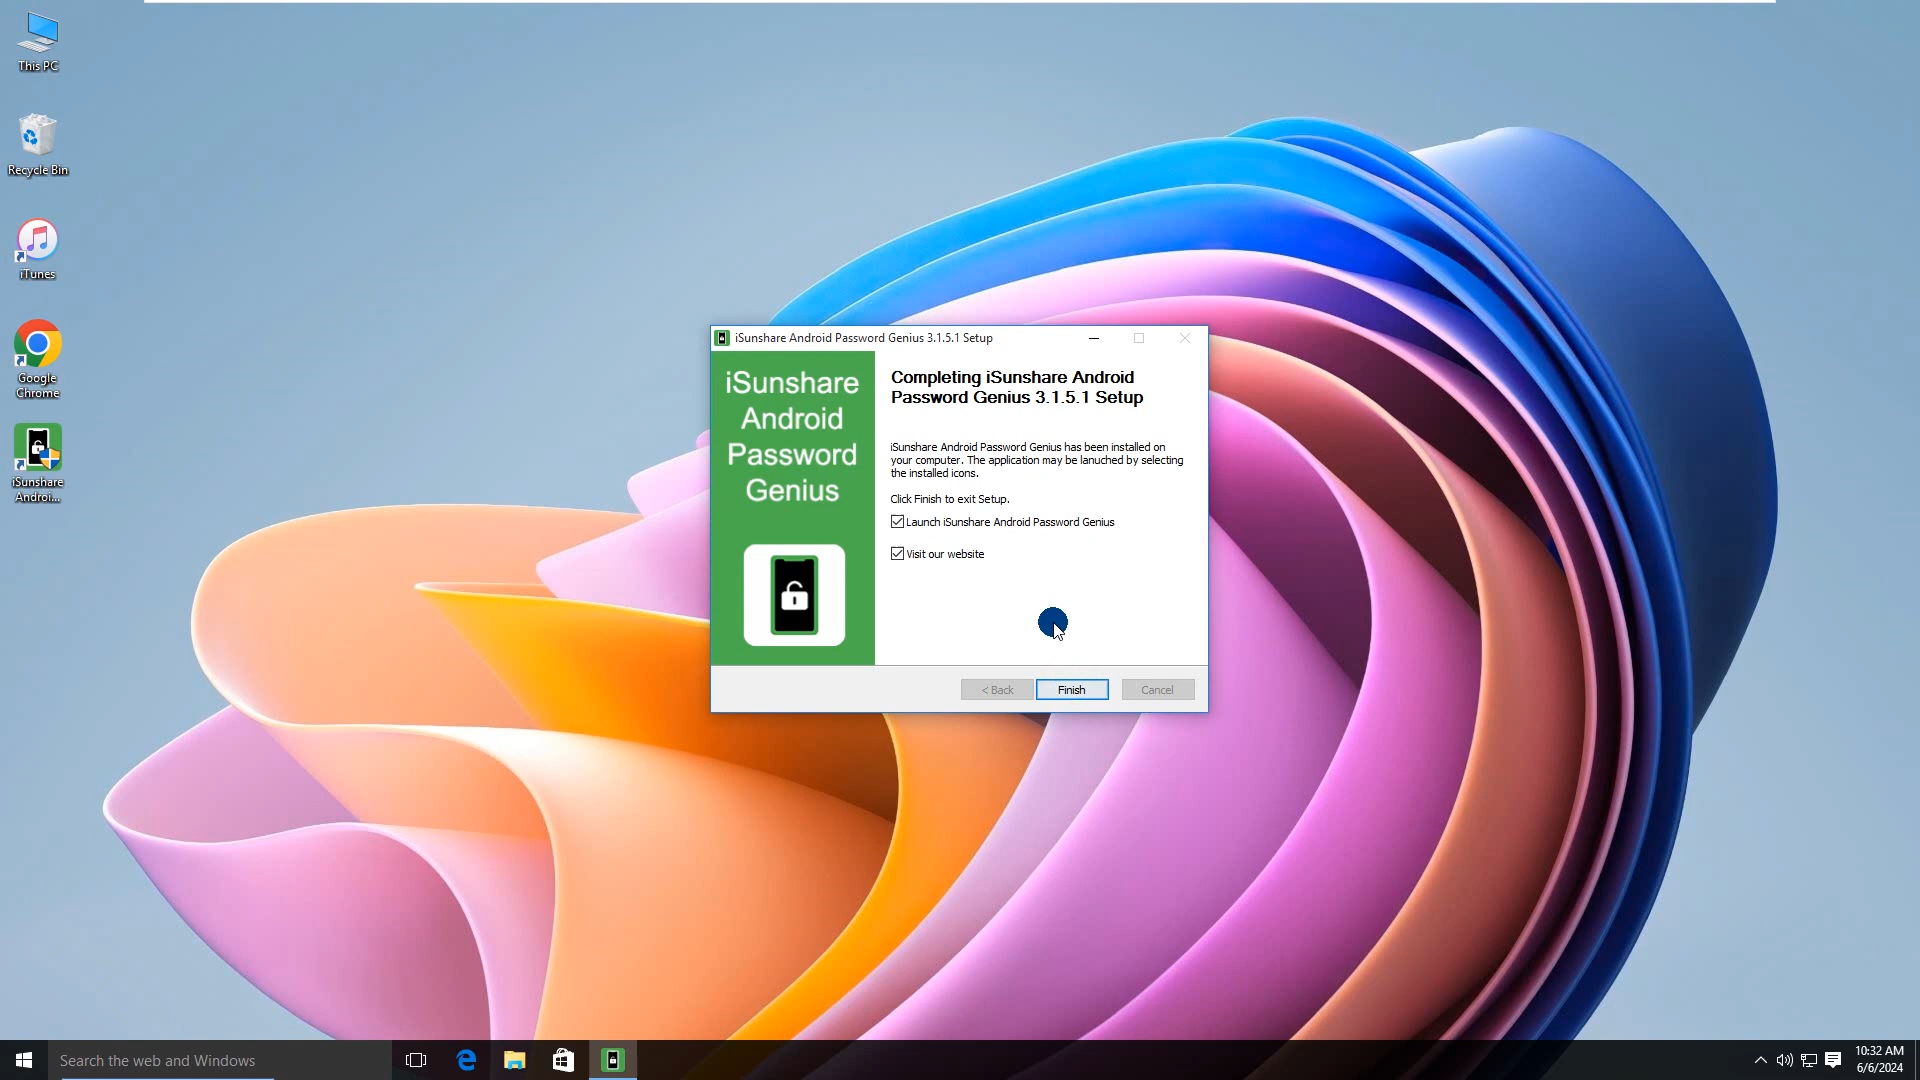 This PC
Recycle Bin
iTunes
Google
Chrome
iSunshare
Androi...
iSunshare Android Password Genius 3.1.5.1 Setup
iSunshare
Android
Password
Genius
Completing iSunshare Android
Password Genius 3.1.5.1 Setup
iSunshare Android Password Genius has been installed on
your computer. The application may be lanuched by selecting
the installed icons.
Click Finish to exit Setup.
Launch iSunshare Android Password Genius
Visit our website
< Back
Finish
Cancel
Search the web and Windows
10:32 AM
6/6/2024